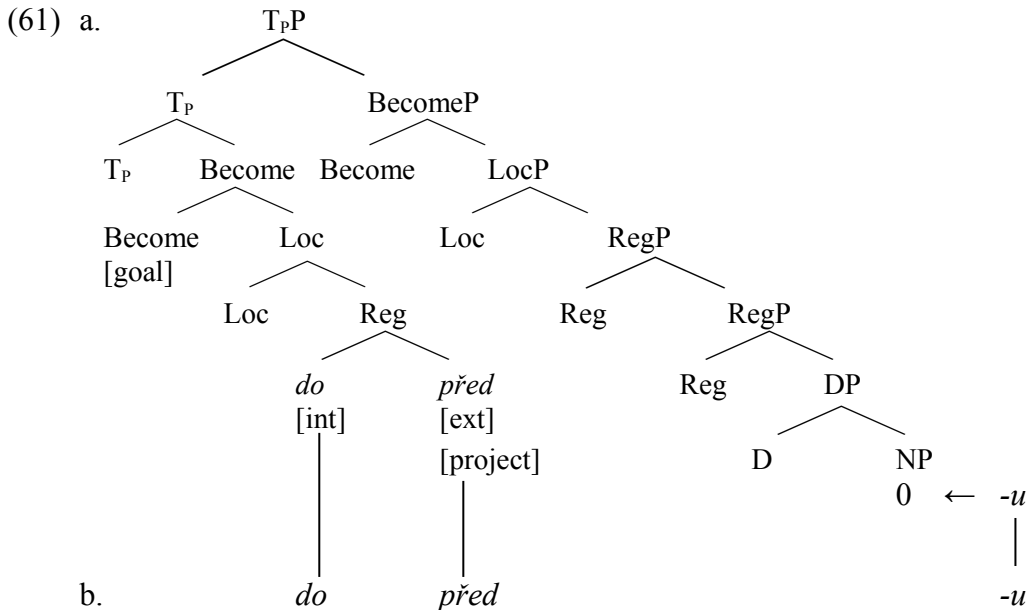 (61) a. TₚP
Tₚ BecomeP
Tₚ Become Become LocP
Become Loc Loc RegP
[goal]
Loc Reg Reg RegP
do před Reg DP
[int] [ext]
[project] D NP
0 ← -u
b. do před -u